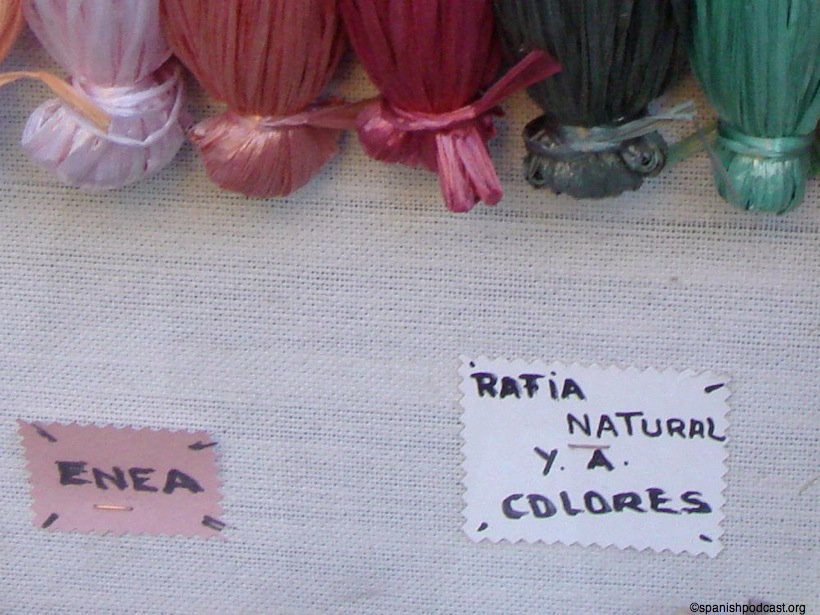 ENEA
RAFiA
NATURAL
Y. A.
COLORES
©spanishpodcast.org